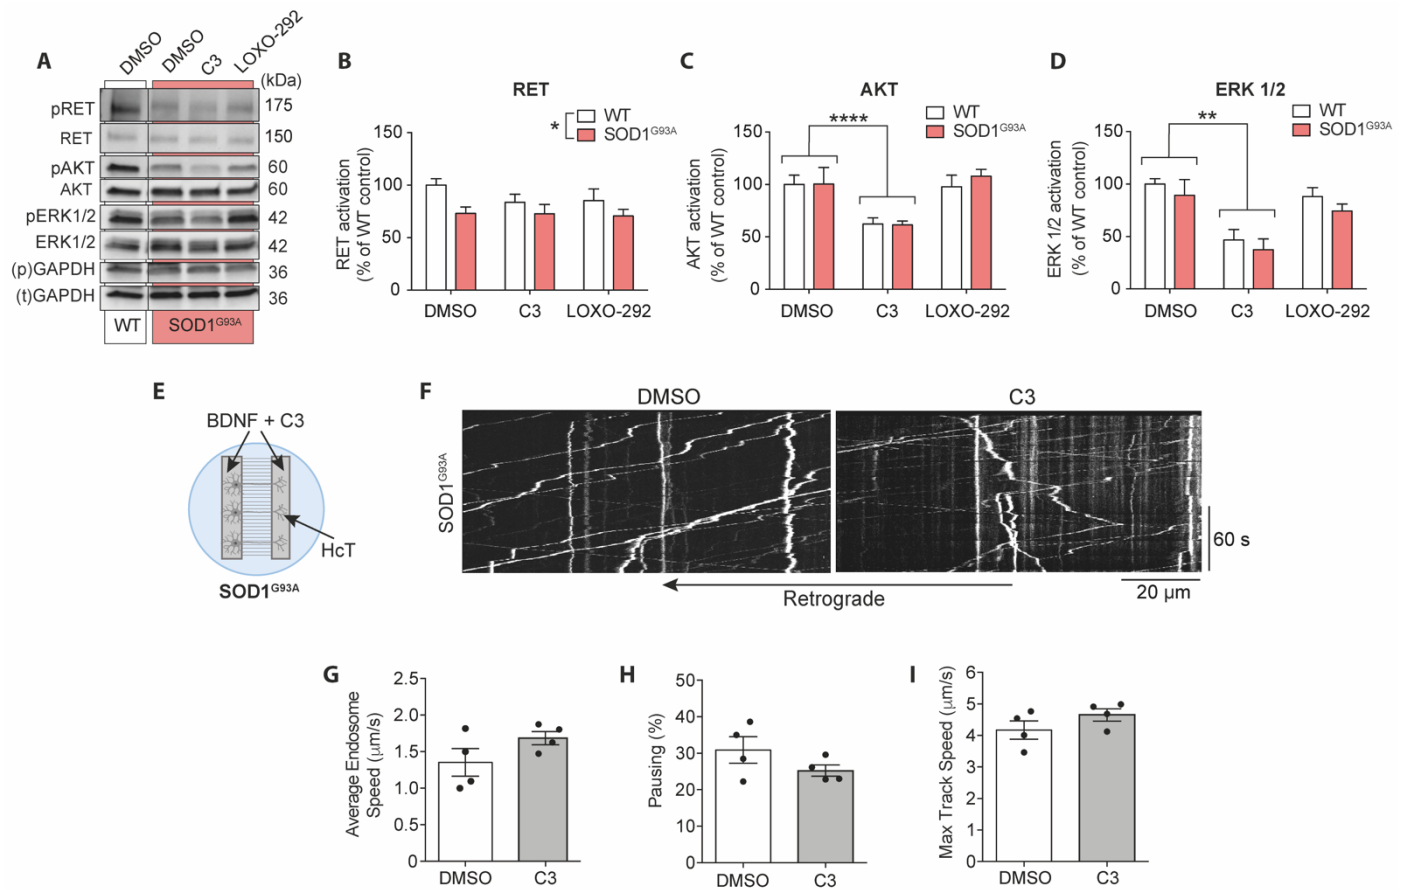 A
DMSO
DMSO
C3
LOXO-292
(kDa)
pRET
175
RET
150
pAKT
60
AKT
60
pERK1/2
42
ERK1/2
42
(p)GAPDH
36
(t)GAPDH
36
WT
SOD1G93A
B
RET
*
WT
SOD1G93A
RET activation
(% of WT control)
150
100
50
0
DMSO
C3
LOXO-292
C
AKT
****
WT
SOD1G93A
AKT activation
(% of WT control)
150
100
50
0
DMSO
C3
LOXO-292
D
ERK 1/2
**
WT
SOD1G93A
ERK 1/2 activation
(% of WT control)
150
100
50
0
DMSO
C3
LOXO-292
E
BDNF + C3
HcT
SOD1G93A
F
DMSO
C3
SOD1G93A
60 s
Retrograde
20 µm
G
Average Endosome
Speed (µm/s)
2.5
2.0
1.5
1.0
0.5
0
DMSO
C3
H
Pausing (%)
50
40
30
20
10
0
DMSO
C3
I
Max Track Speed (µm/s)
6
5
4
3
2
1
0
DMSO
C3